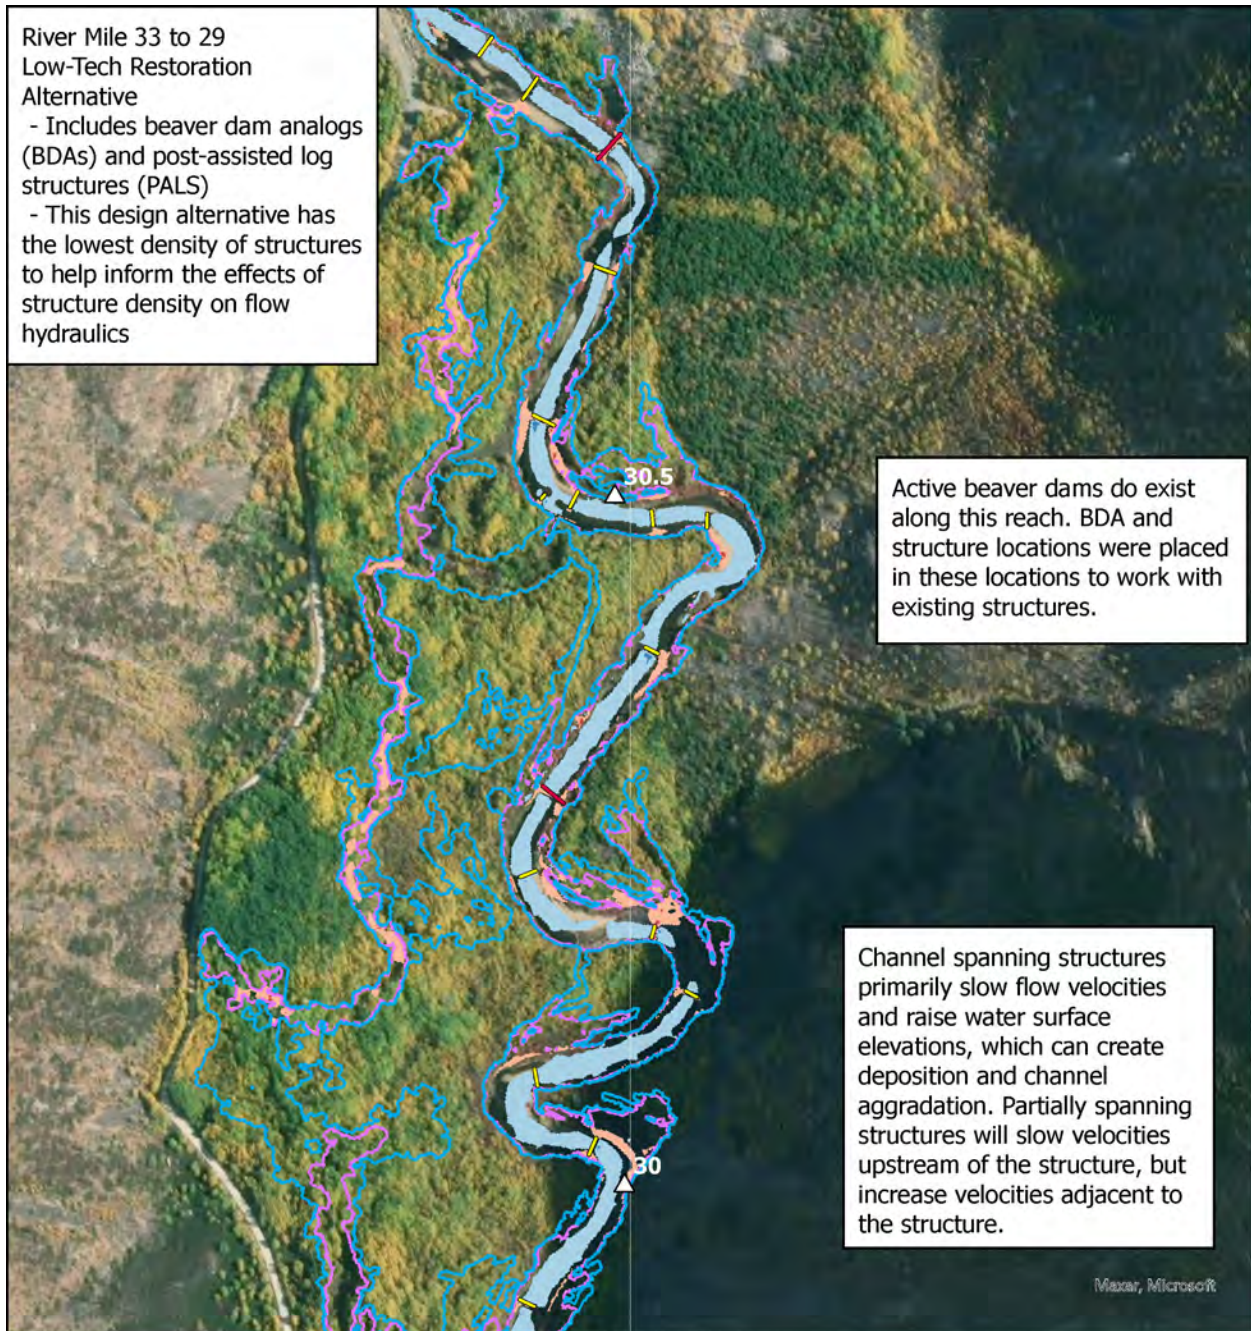 River Mile 33 to 29
Low-Tech Restoration
Alternative
- Includes beaver dam analogs
(BDAs) and post-assisted log
structures (PALS)
- This design alternative has
the lowest density of structures
to help inform the effects of
structure density on flow
hydraulics
30.5
Active beaver dams do exist
along this reach. BDA and
structure locations were placed
in these locations to work with
existing structures.
Channel spanning structures
primarily slow flow velocities
and raise water surface
elevations, which can create
deposition and channel
aggradation. Partially spanning
structures will slow velocities
upstream of the structure, but
increase velocities adjacent to
the structure.
30
Maxar, Microsoft